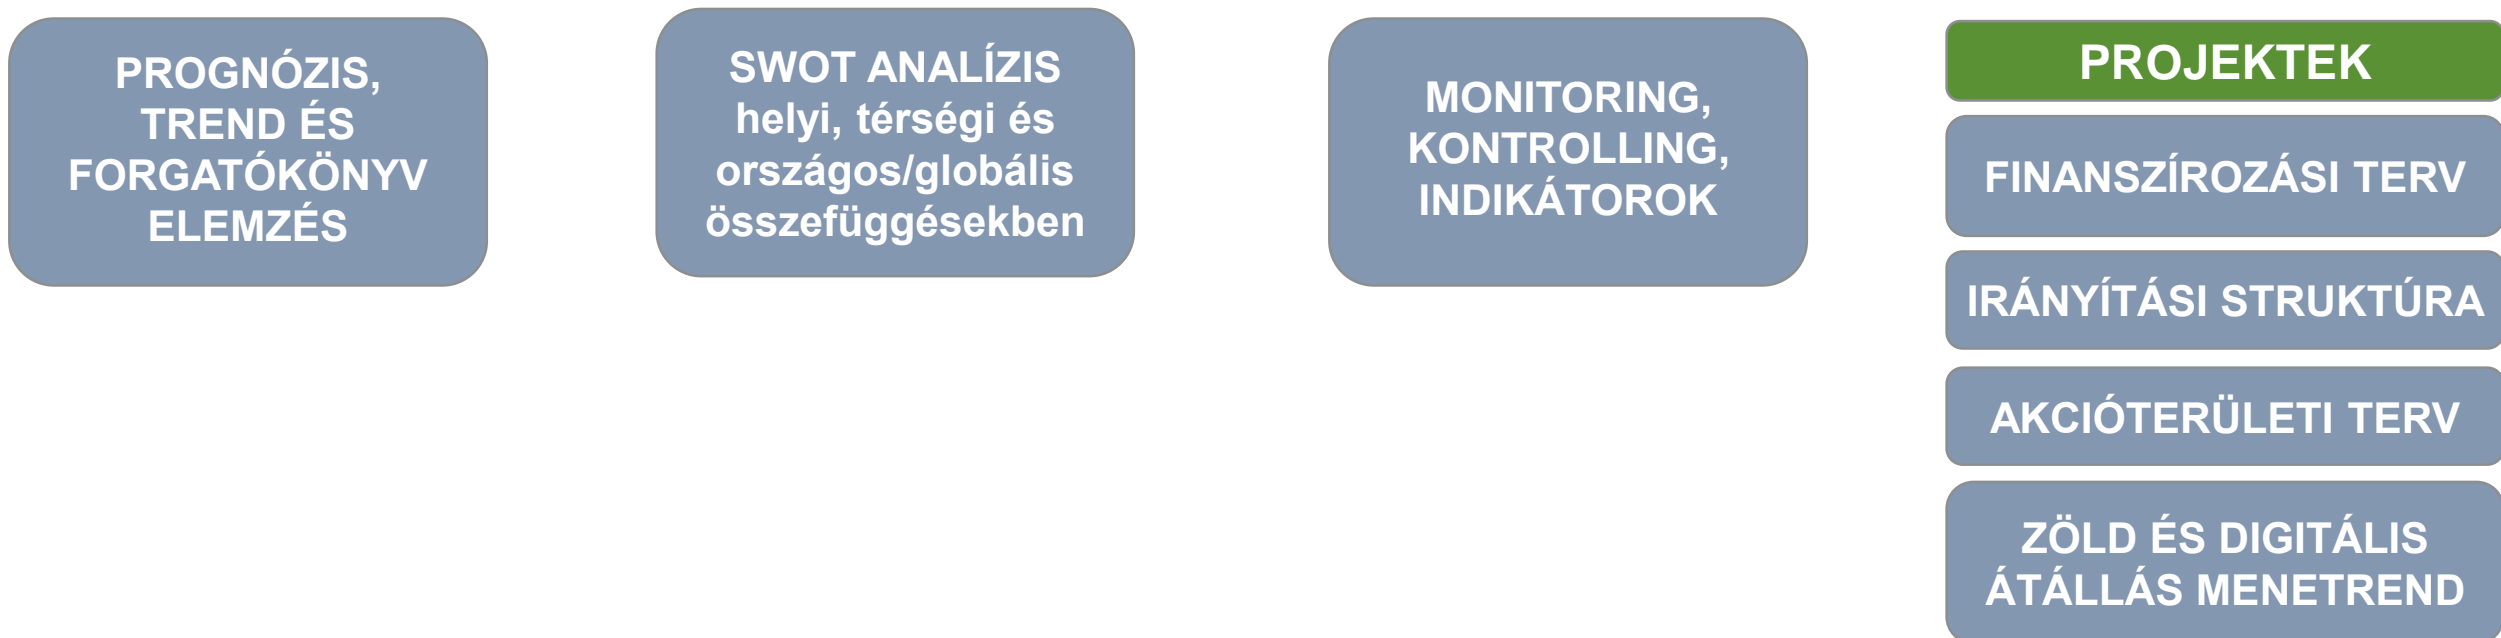 PROGNÓZIS,
TREND ÉS
FORGATÓKÖNYV
ELEMZÉS
SWOT ANALÍZIS
helyi, térségi és
országos/globális
összefüggésekben
MONITORING,
KONTROLLING,
INDIKÁTOROK
PROJEKTEK
FINANSZÍROZÁSI TERV
IRÁNYÍTÁSI STRUKTÚRA
AKCIÓTERÜLETI TERV
ZÖLD ÉS DIGITÁLIS
ÁTÁLLÁS MENETREND